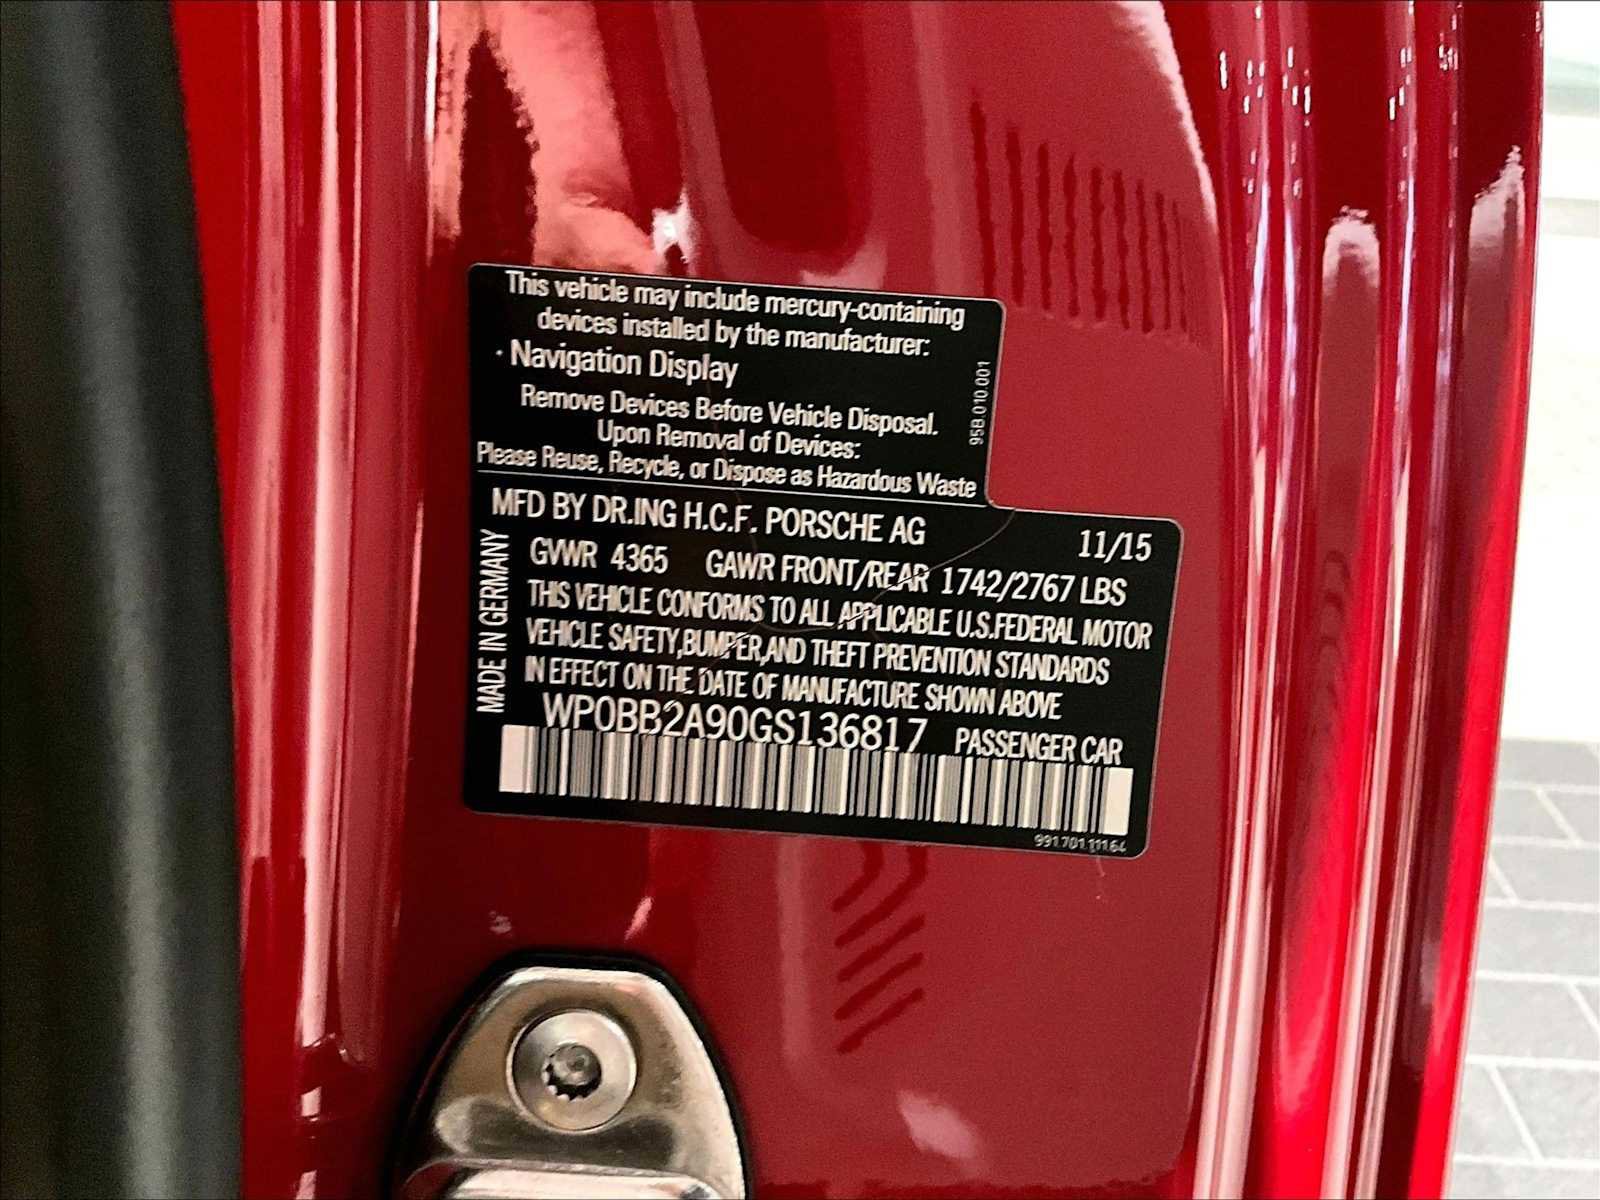 This vehicle may include mercury-containing
devices installed by the manufacturer:
· Navigation Display
Remove Devices Before Vehicle Disposal.
Upon Removal of Devices:
Please Reuse, Recycle, or Dispose as Hazardous Waste
95B.010.001
MFD BY DR.ING H.C.F. PORSCHE AG 11/15
GVWR 4365 GAWR FRONT/REAR 1742/2767 LBS
THIS VEHICLE CONFORMS TO ALL APPLICABLE U.S.FEDERAL MOTOR
VEHICLE SAFETY,BUMPER,AND THEFT PREVENTION STANDARDS
IN EFFECT ON THE DATE OF MANUFACTURE SHOWN ABOVE
MADE IN GERMANY
WP0BB2A90GS136817 PASSENGER CAR
991.701.111.64